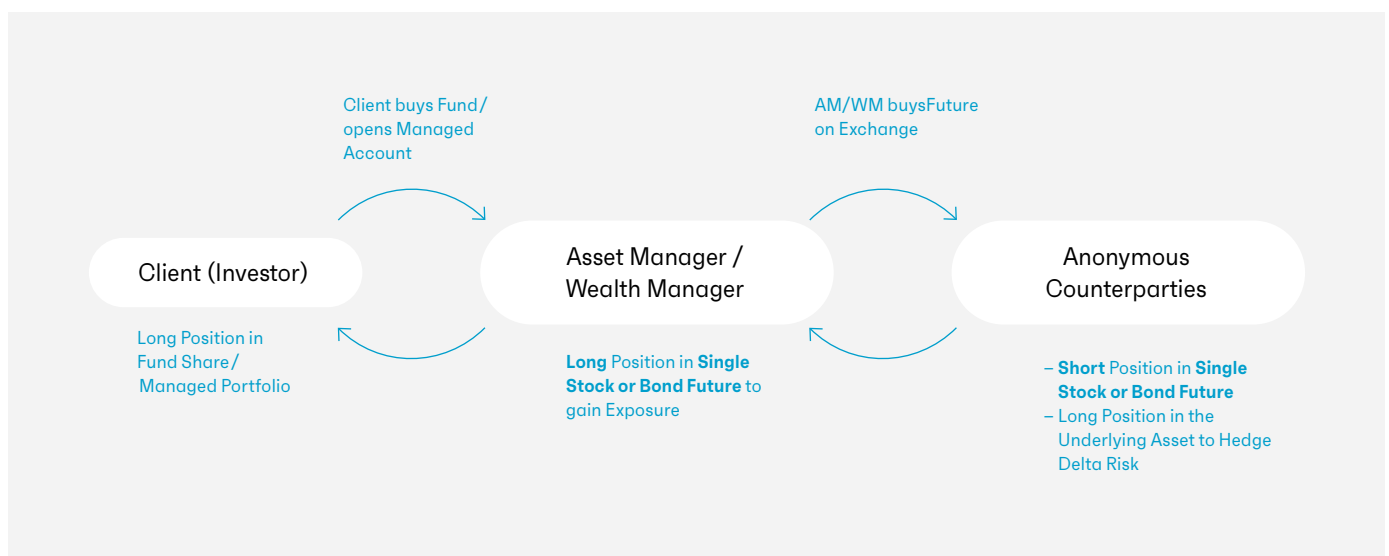 Client buys Fund/
opens Managed
Account
AM/WM buysFuture
on Exchange
Client (Investor)
Asset Manager /
Wealth Manager
Anonymous
Counterparties
Long Position in
Fund Share/
Managed Portfolio
Long Position in Single
Stock or Bond Future to
gain Exposure
– Short Position in Single
Stock or Bond Future
– Long Position in the
Underlying Asset to Hedge
Delta Risk